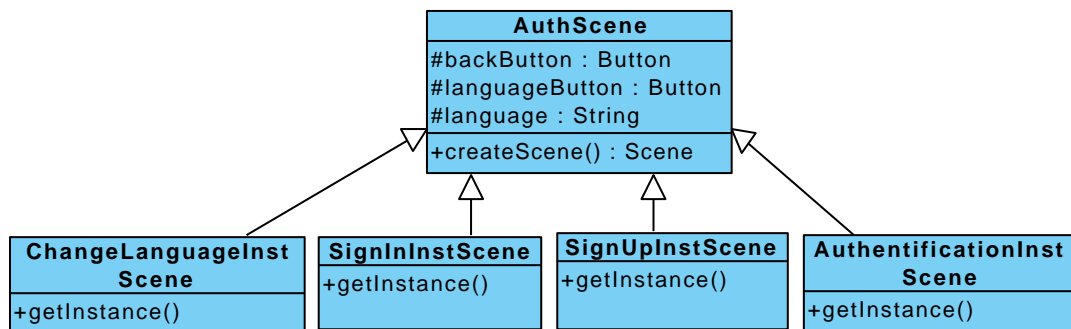 AuthScene
#backButton : Button
#languageButton : Button
#language : String
+createScene() : Scene
ChangeLanguageInst
Scene
+getInstance()
SignInInstScene
+getInstance()
SignUpInstScene
+getInstance()
AuthentificationInst
Scene
+getInstance()